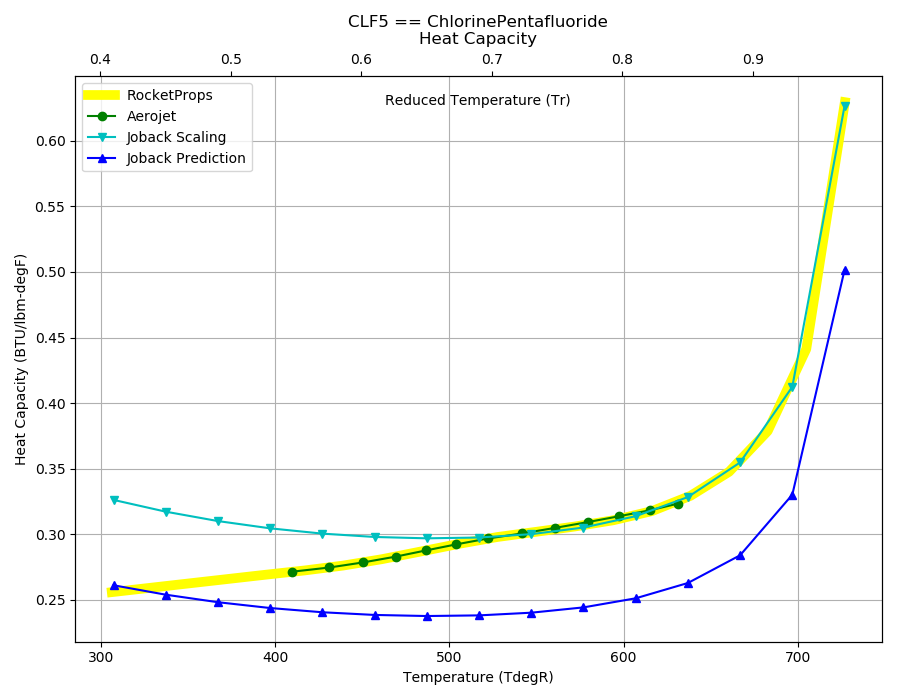 CLF5 == ChlorinePentafluoride
Heat Capacity
0.4 0.5 0.6 0.7 0.8 0.9
Reduced Temperature (Tr)
RocketProps
Aerojet
Joback Scaling
Joback Prediction
Heat Capacity (BTU/lbm-degF)
0.60
0.55
0.50
0.45
0.40
0.35
0.30
0.25
300 400 500 600 700
Temperature (TdegR)